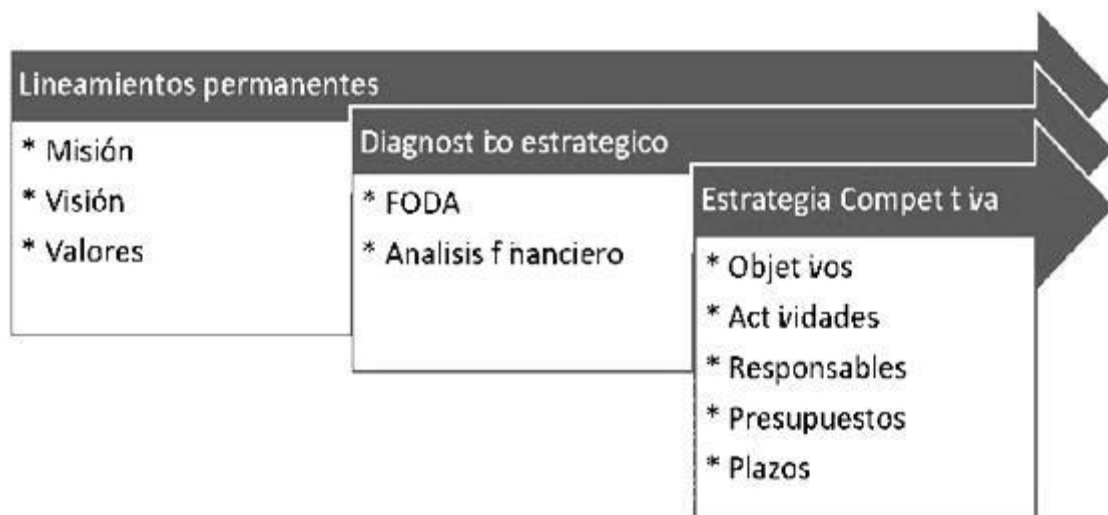 Lineamientos permanentes
* Misión
* Visión
* Valores
Diagnost ico estrategico
* FODA
* Analisis f nanciero
Estrategia Compet t iva
* Objet ivos
* Act ividades
* Responsables
* Presupuestos
* Plazos